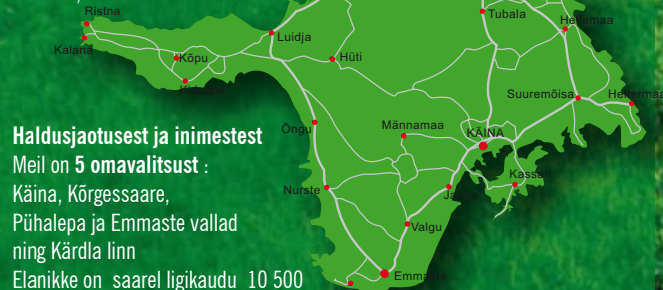 Ristna
Tubala
Hellamaa
Kalana
Luidja
Kõpu
Hüti
Suuremõisa
Heltermaa
Haldusjaotusest ja inimestest
Õngu
Männamaa
KÄINA
Meil on 5 omavalitsust :
Kassari
Käina, Kõrgessaare,
Nurste
Pühalepa ja Emmaste vallad
Valgu
ning Kärdla linn
Elanikke on saarel ligikaudu 10 500
Emmaste